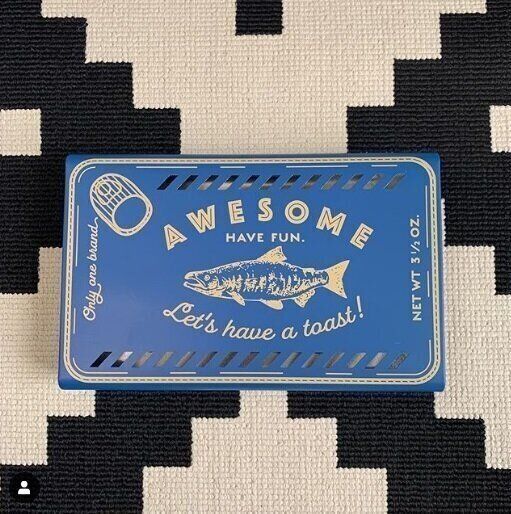 AWESOME
HAVE FUN.
Let's have a toast!
Only one brand
NET WT 3 ½ OZ.